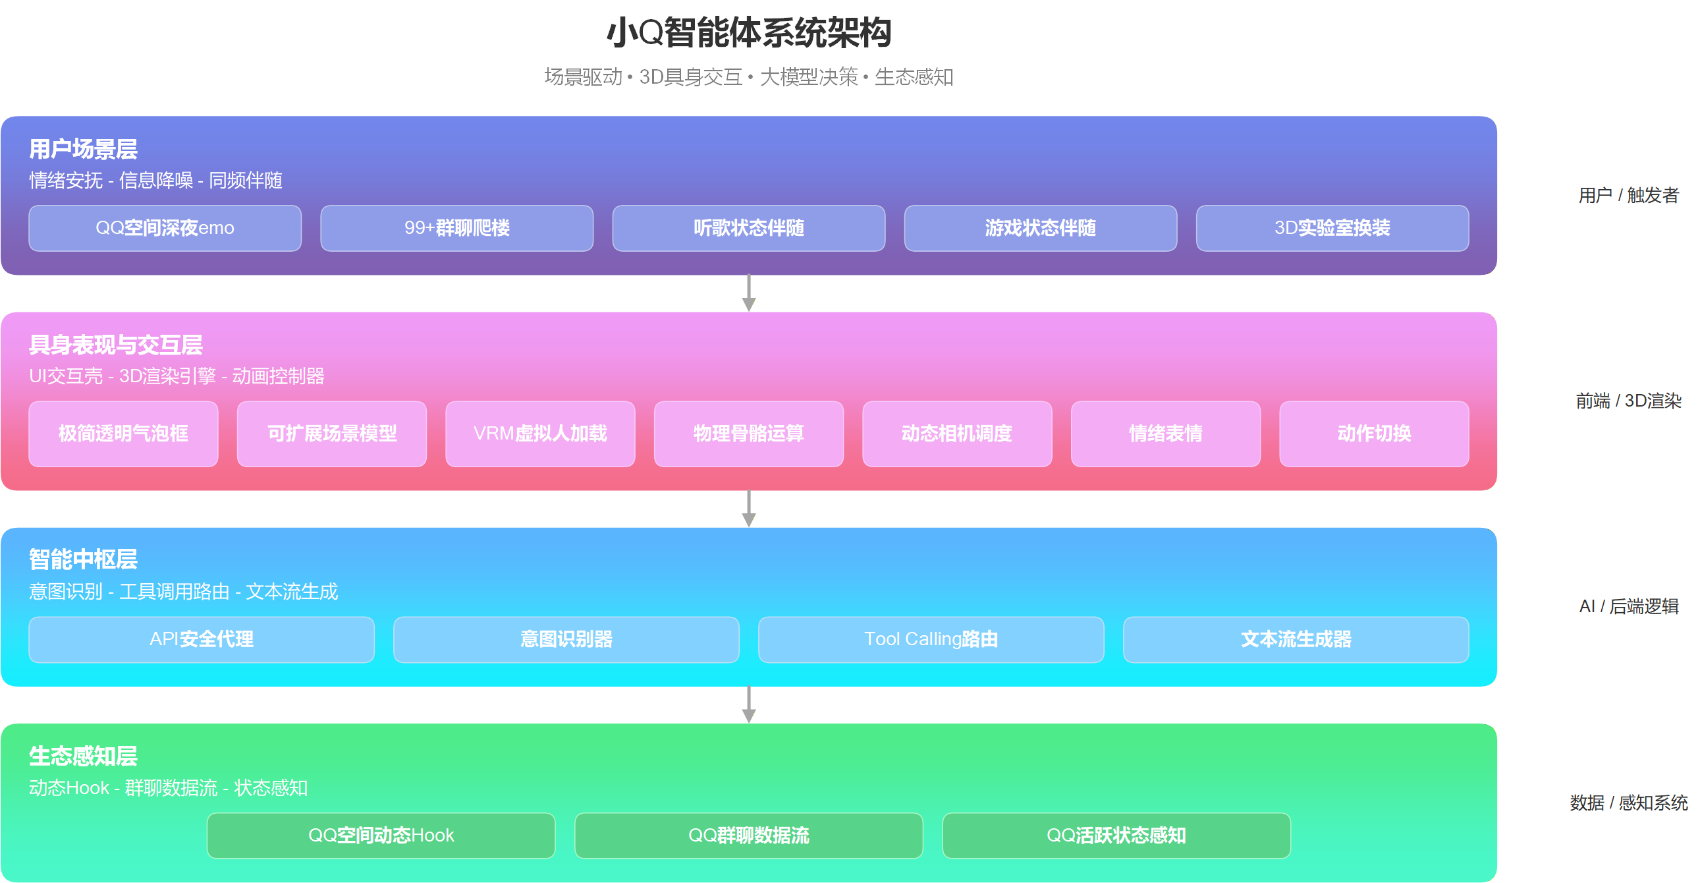 小Q智能体系统架构
场景驱动 • 3D具身交互 • 大模型决策 • 生态感知
用户场景层
情绪安抚 - 信息降噪 - 同频伴随
QQ空间深夜emo
99+群聊爬楼
听歌状态伴随
游戏状态伴随
3D实验室换装
用户 / 触发者
具身表现与交互层
UI交互壳 - 3D渲染引擎 - 动画控制器
极简透明气泡框
可扩展场景模型
VRM虚拟人加载
物理骨骼运算
动态相机调度
情绪表情
动作切换
前端 / 3D渲染
智能中枢层
意图识别 - 工具调用路由 - 文本流生成
API安全代理
意图识别器
Tool Calling路由
文本流生成器
AI / 后端逻辑
生态感知层
动态Hook - 群聊数据流 - 状态感知
QQ空间动态Hook
QQ群聊数据流
QQ活跃状态感知
数据 / 感知系统